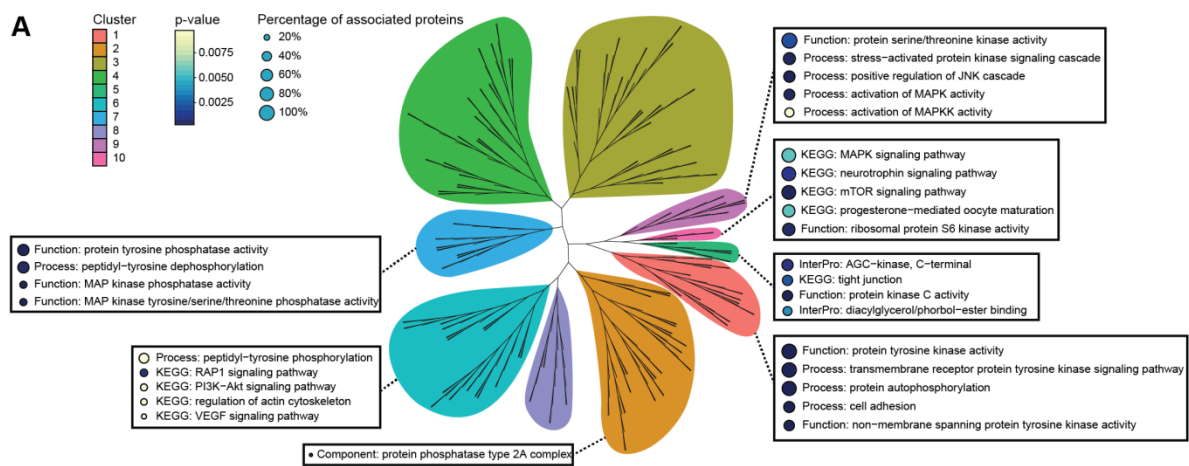 A
Cluster
1
2
3
4
5
6
7
8
9
10
p-value
0.0075
0.0050
0.0025
Percentage of associated proteins
20%
40%
60%
80%
100%
Function: protein serine/threonine kinase activity
Process: stress-activated protein kinase signaling cascade
Process: positive regulation of JNK cascade
Process: activation of MAPK activity
Process: activation of MAPKK activity
KEGG: MAPK signaling pathway
KEGG: neurotrophin signaling pathway
KEGG: mTOR signaling pathway
KEGG: progesterone-mediated oocyte maturation
Function: ribosomal protein S6 kinase activity
Function: protein tyrosine phosphatase activity
Process: peptidyl-tyrosine dephosphorylation
Function: MAP kinase phosphatase activity
Function: MAP kinase tyrosine/serine/threonine phosphatase activity
InterPro: AGC-kinase, C-terminal
KEGG: tight junction
Function: protein kinase C activity
InterPro: diacylglycerol/phorbol-ester binding
Process: peptidyl-tyrosine phosphorylation
KEGG: RAP1 signaling pathway
KEGG: PI3K-Akt signaling pathway
KEGG: regulation of actin cytoskeleton
KEGG: VEGF signaling pathway
Function: protein tyrosine kinase activity
Process: transmembrane receptor protein tyrosine kinase signaling pathway
Process: protein autophosphorylation
Process: cell adhesion
Function: non-membrane spanning protein tyrosine kinase activity
Component: protein phosphatase type 2A complex